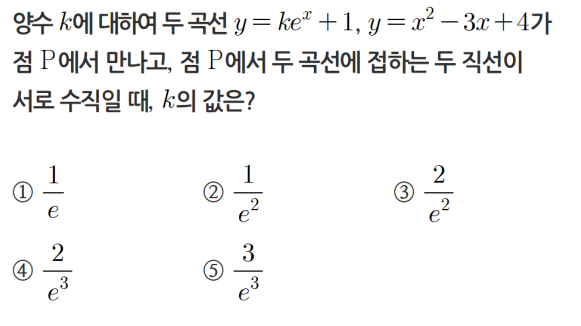 양수 $k$에 대하여 두 곡선 $y=ke^{x}+1$, $y=x^{2}-3x+4$가
점 P에서 만나고, 점 P에서 두 곡선에 접하는 두 직선이
서로 수직일 때, $k$의 값은?
① $\frac{1}{e}$ ② $\frac{1}{e^{2}}$ ③ $\frac{2}{e^{2}}$
④ $\frac{2}{e^{3}}$ ⑤ $\frac{3}{e^{3}}$